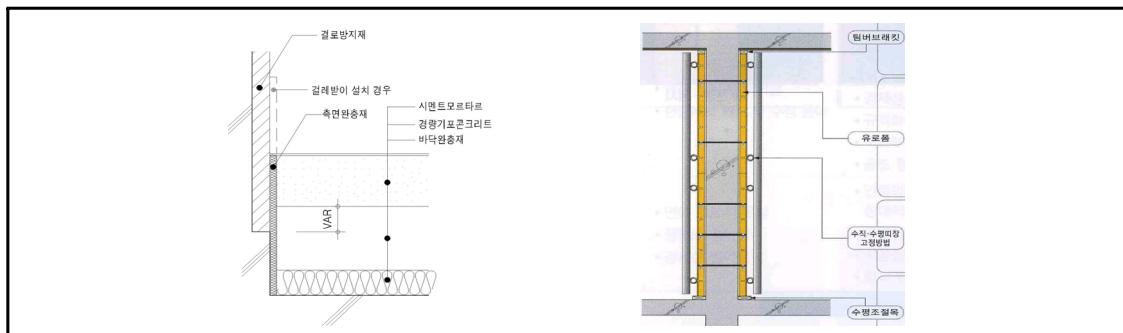 결로방지재
걸레받이 설치 경우
측면완충재
시멘트모르타르
경량기포콘크리트
바닥완충재
VAR
팀버브래킷
유로폼
수직·수평띠장
고정방법
수평조절목